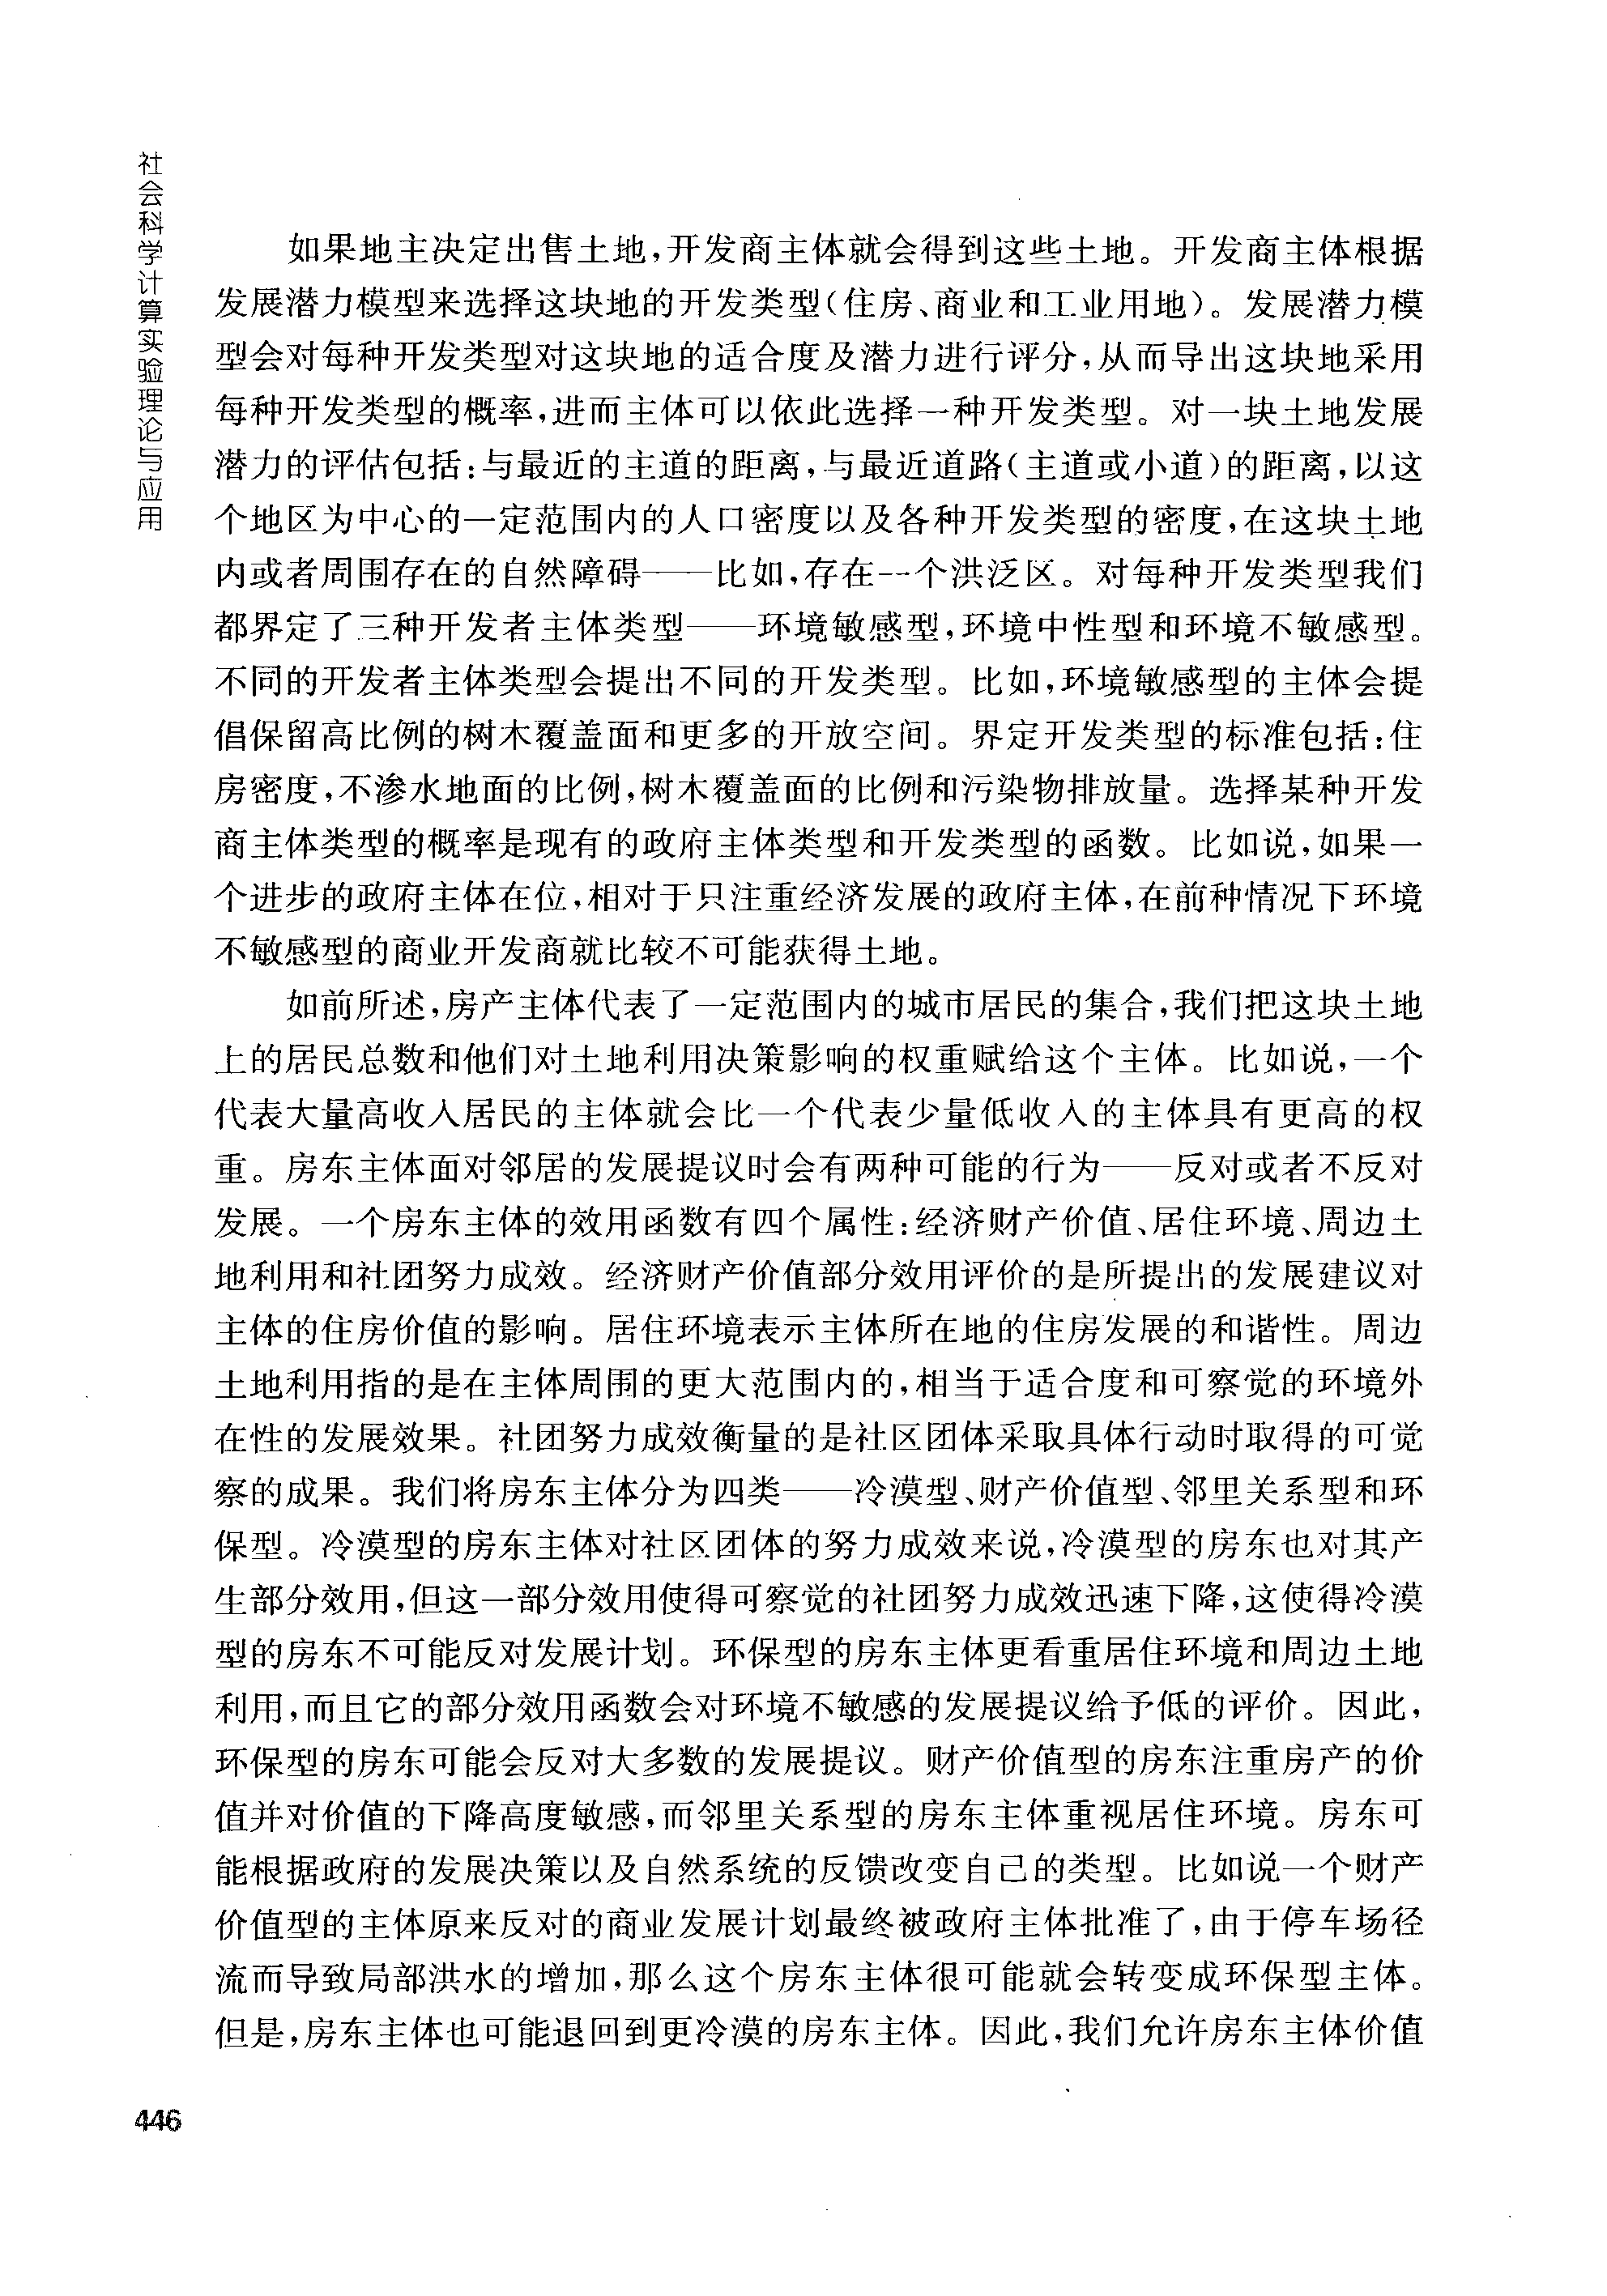 社会科学计算实验理论与应用
如果地主决定出售土地,开发商主体就会得到这些土地。开发商主体根据
发展潜力模型来选择这块地的开发类型(住房、商业和工业用地)。发展潜力模
型会对每种开发类型对这块地的适合度及潜力进行评分,从而导出这块地采用
每种开发类型的概率,进而主体可以依此选择一种开发类型。对一块土地发展
潜力的评估包括:与最近的主道的距离,与最近道路(主道或小道)的距离,以这
个地区为中心的一定范围内的人口密度以及各种开发类型的密度,在这块土地
内或者周围存在的自然障碍——比如,存在一个洪泛区。对每种开发类型我们
都界定了三种开发者主体类型——环境敏感型,环境中性型和环境不敏感型。
不同的开发者主体类型会提出不同的开发类型。比如,环境敏感型的主体会提
倡保留高比例的树木覆盖面和更多的开放空间。界定开发类型的标准包括:住
房密度,不渗水地面的比例,树木覆盖面的比例和污染物排放量。选择某种开发
商主体类型的概率是现有的政府主体类型和开发类型的函数。比如说,如果一
个进步的政府主体在位,相对于只注重经济发展的政府主体,在前种情况下环境
不敏感型的商业开发商就比较不可能获得土地。
如前所述,房产主体代表了一定范围内的城市居民的集合,我们把这块土地
上的居民总数和他们对土地利用决策影响的权重赋给这个主体。比如说,一个
代表大量高收入居民的主体就会比一个代表少量低收入的主体具有更高的权
重。房东主体面对邻居的发展提议时会有两种可能的行为——反对或者不反对
发展。一个房东主体的效用函数有四个属性:经济财产价值、居住环境、周边土
地利用和社团努力成效。经济财产价值部分效用评价的是所提出的发展建议对
主体的住房价值的影响。居住环境表示主体所在地的住房发展的和谐性。周边
土地利用指的是在主体周围的更大范围内的,相当于适合度和可察觉的环境外
在性的发展效果。社团努力成效衡量的是社区团体采取具体行动时取得的可觉
察的成果。我们将房东主体分为四类——冷漠型、财产价值型、邻里关系型和环
保型。冷漠型的房东主体对社区团体的努力成效来说,冷漠型的房东也对其产
生部分效用,但这一部分效用使得可察觉的社团努力成效迅速下降,这使得冷漠
型的房东不可能反对发展计划。环保型的房东主体更看重居住环境和周边土地
利用,而且它的部分效用函数会对环境不敏感的发展提议给予低的评价。因此,
环保型的房东可能会反对大多数的发展提议。财产价值型的房东注重房产的价
值并对价值的下降高度敏感,而邻里关系型的房东主体重视居住环境。房东可
能根据政府的发展决策以及自然系统的反馈改变自己的类型。比如说一个财产
价值型的主体原来反对的商业发展计划最终被政府主体批准了,由于停车场径
流而导致局部洪水的增加,那么这个房东主体很可能就会转变成环保型主体。
但是,房东主体也可能退回到更冷漠的房东主体。因此,我们允许房东主体价值
446